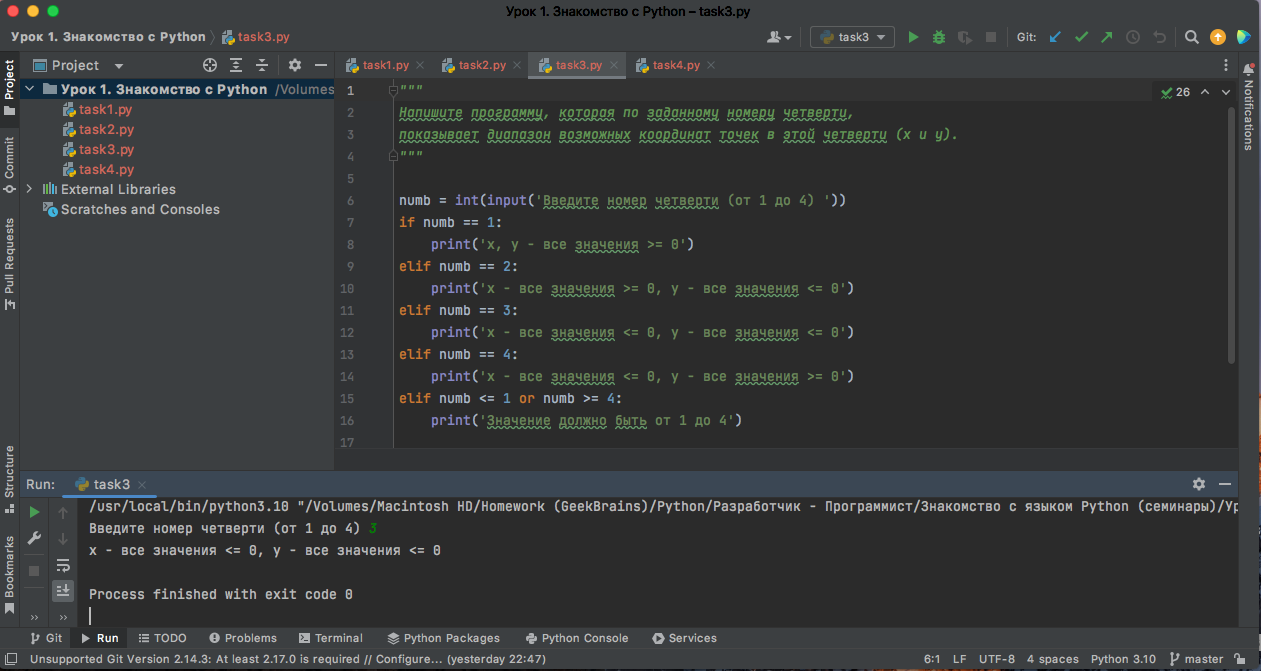 Урок 1. Знакомство с Python – task3.py
Урок 1. Знакомство с Python
task3.py
task3
Git:
Project
Project
task1.py
task2.py
task3.py
task4.py
Урок 1. Знакомство с Python /Volumes
task1.py
task2.py
task3.py
task4.py
External Libraries
Scratches and Consoles
Commit
Pull Requests
Structure
Bookmarks
Notifications
26
1 """
2 Напишите программу, которая по заданному номеру четверти,
3 показывает диапазон возможных координат точек в этой четверти (x и y).
4 """
5
6 numb = int(input('Введите номер четверти (от 1 до 4) '))
7 if numb == 1:
8 print('x, y - все значения >= 0')
9 elif numb == 2:
10 print('x - все значения >= 0, y - все значения <= 0')
11 elif numb == 3:
12 print('x - все значения <= 0, y - все значения <= 0')
13 elif numb == 4:
14 print('x - все значения <= 0, y - все значения >= 0')
15 elif numb <= 1 or numb >= 4:
16 print('Значение должно быть от 1 до 4')
17
Run: task3
/usr/local/bin/python3.10 "/Volumes/Macintosh HD/Homework (GeekBrains)/Python/Разработчик - Программист/Знакомство с языком Python (семинары)/Ур
Введите номер четверти (от 1 до 4) 3
x - все значения <= 0, y - все значения <= 0
Process finished with exit code 0
Git Run TODO Problems Terminal Python Packages Python Console Services
Unsupported Git Version 2.14.3: At least 2.17.0 is required // Configure... (yesterday 22:47) 6:1 LF UTF-8 4 spaces Python 3.10 master